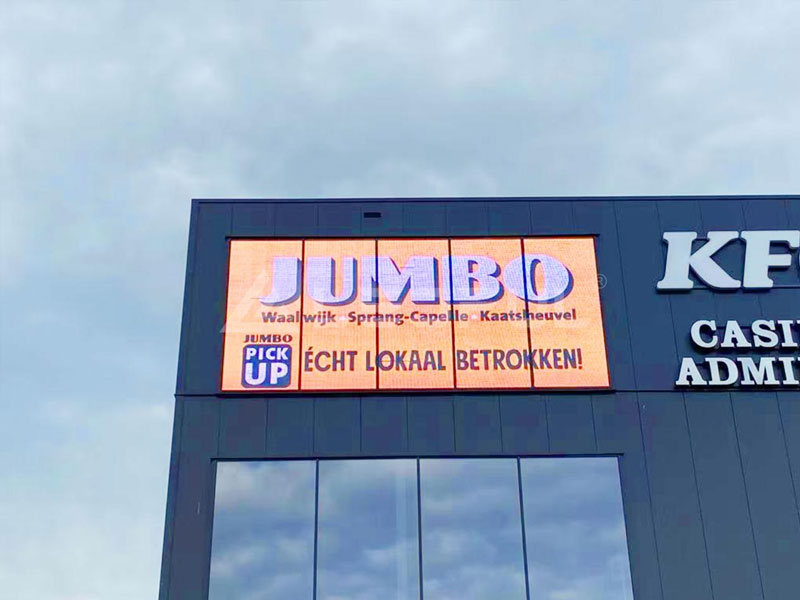 JUMBO
Waalwijk · Sprang-Capelle · Kaatsheuvel
JUMBO
PICK
UP
ÉCHT LOKAAL BETROKKEN!
KF
CASI
ADMI